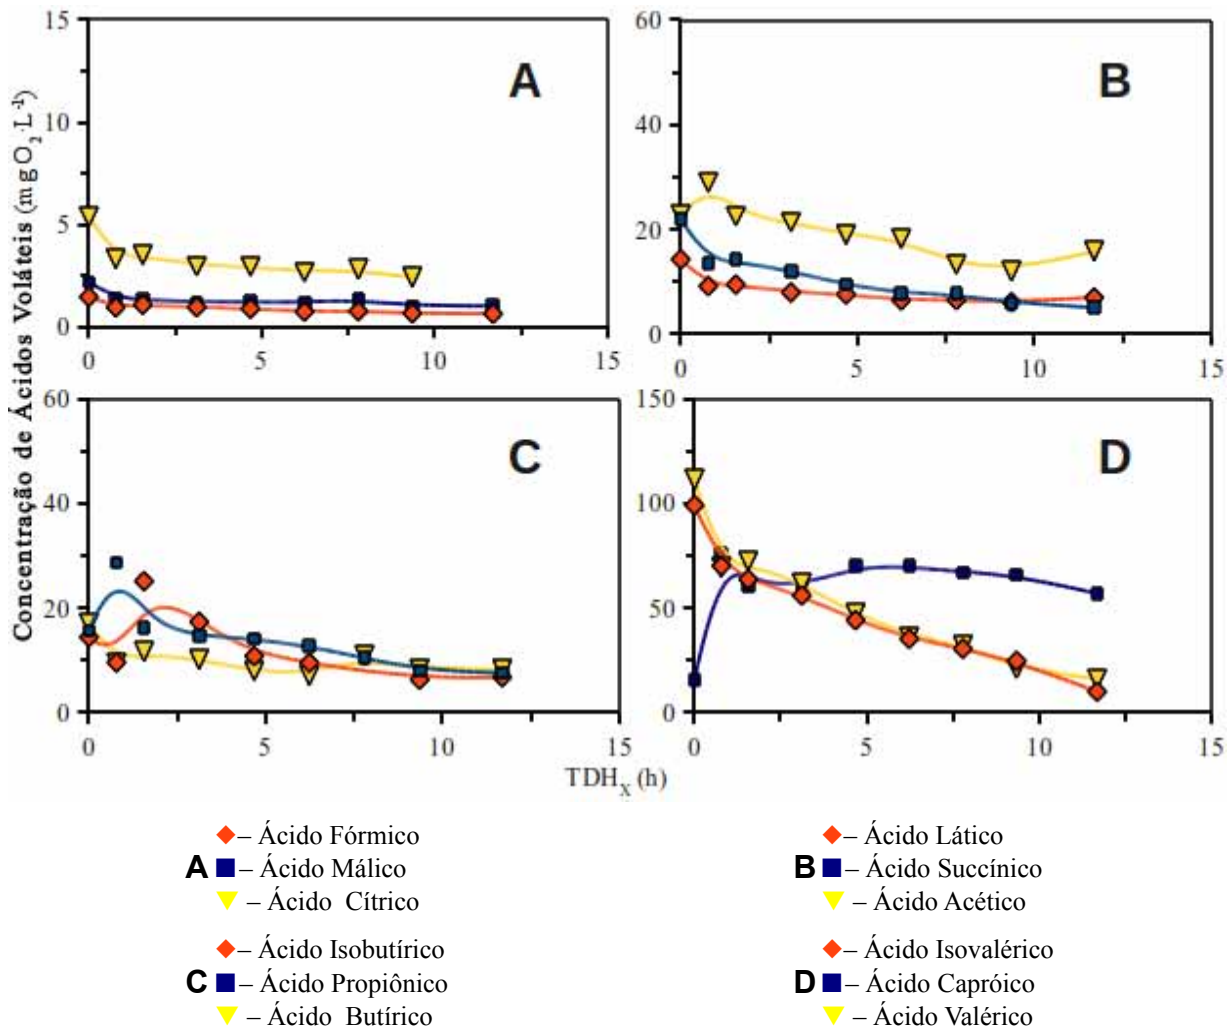 Concentração de Ácidos Voláteis (mg O₂ L⁻¹)
15
10
5
0
0
5
10
15
A
60
40
20
0
0
5
10
15
B
60
40
20
0
0
5
10
15
C
150
100
50
0
0
5
10
15
D
TDHₓ (h)
A
– Ácido Fórmico
– Ácido Málico
– Ácido Cítrico
B
– Ácido Lático
– Ácido Succínico
– Ácido Acético
C
– Ácido Isobutírico
– Ácido Propiônico
– Ácido Butírico
D
– Ácido Isovalérico
– Ácido Capróico
– Ácido Valérico